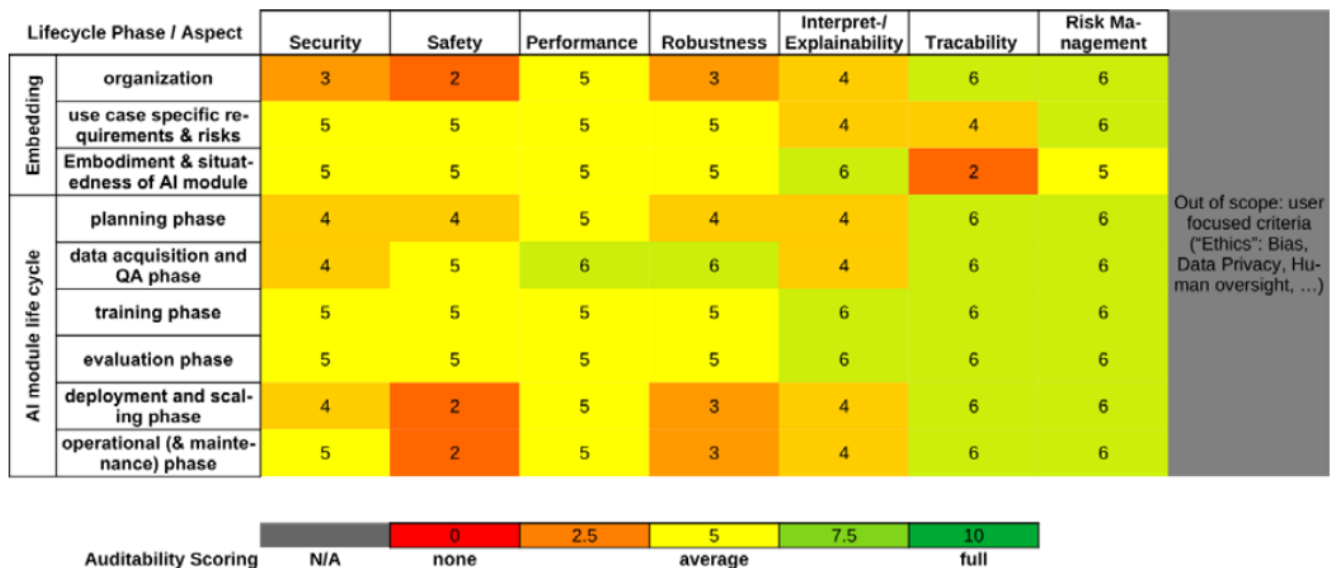 Lifecycle Phase / Aspect
Security
Safety
Performance
Robustness
Interpret-/
Explainability
Tracability
Risk Ma-
nagement
Embedding
organization
3 2 5 3 4 6 6
use case specific re-
quirements & risks
5 5 5 5 4 4 6
Embodiment & situat-
edness of AI module
5 5 5 5 6 2 5
AI module life cycle
planning phase
4 4 5 4 4 6 6
data acquisition and
QA phase
4 5 6 6 4 6 6
training phase
5 5 5 5 6 6 6
evaluation phase
5 5 5 5 6 6 6
deployment and scal-
ing phase
4 2 5 3 4 6 6
operational (& mainte-
nance) phase
5 2 5 3 4 6 6
Out of scope: user
focused criteria
("Ethics": Bias,
Data Privacy, Hu-
man oversight, …)
0 2.5 5 7.5 10
Auditability Scoring N/A none average full